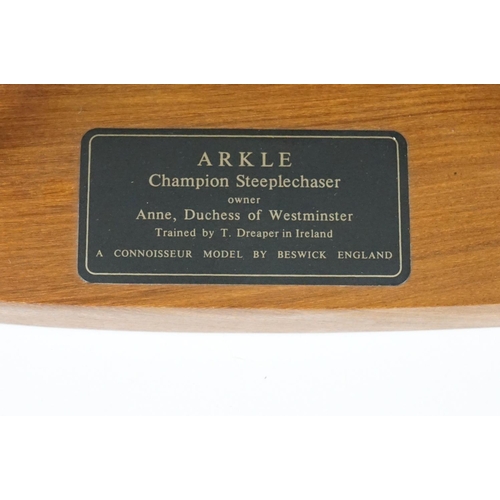 ARKLE
Champion Steeplechaser
owner
Anne, Duchess of Westminster
Trained by T. Dreaper in Ireland
A CONNOISSEUR MODEL BY BESWICK ENGLAND